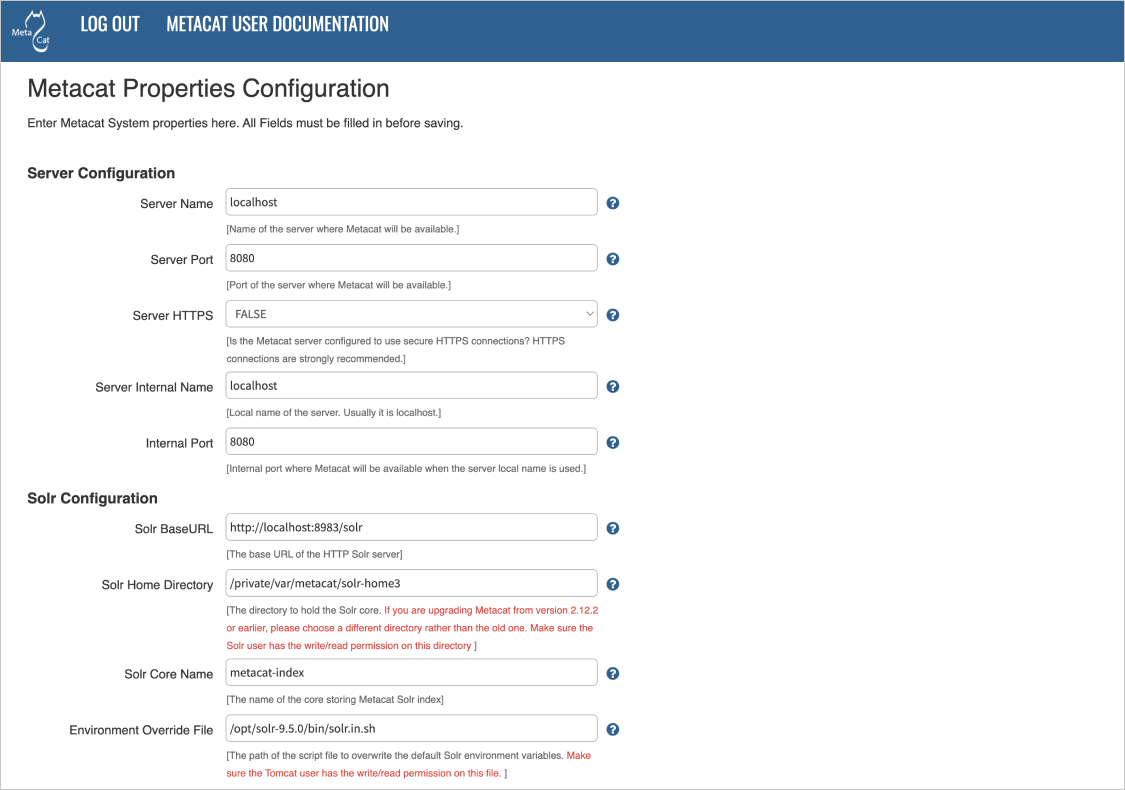 Meta
Cat
LOG OUT
METACAT USER DOCUMENTATION
Metacat Properties Configuration
Enter Metacat System properties here. All Fields must be filled in before saving.
Server Configuration
Server Name
localhost
?
[Name of the server where Metacat will be available.]
Server Port
8080
?
[Port of the server where Metacat will be available.]
Server HTTPS
FALSE
?
[Is the Metacat server configured to use secure HTTPS connections? HTTPS
connections are strongly recommended.]
Server Internal Name
localhost
?
[Local name of the server. Usually it is localhost.]
Internal Port
8080
?
[Internal port where Metacat will be available when the server local name is used.]
Solr Configuration
Solr BaseURL
http://localhost:8983/solr
?
[The base URL of the HTTP Solr server]
Solr Home Directory
/private/var/metacat/solr-home3
?
[The directory to hold the Solr core. If you are upgrading Metacat from version 2.12.2
or earlier, please choose a different directory rather than the old one. Make sure the
Solr user has the write/read permission on this directory ]
Solr Core Name
metacat-index
?
[The name of the core storing Metacat Solr index]
Environment Override File
/opt/solr-9.5.0/bin/solr.in.sh
?
[The path of the script file to overwrite the default Solr environment variables. Make
sure the Tomcat user has the write/read permission on this file. ]